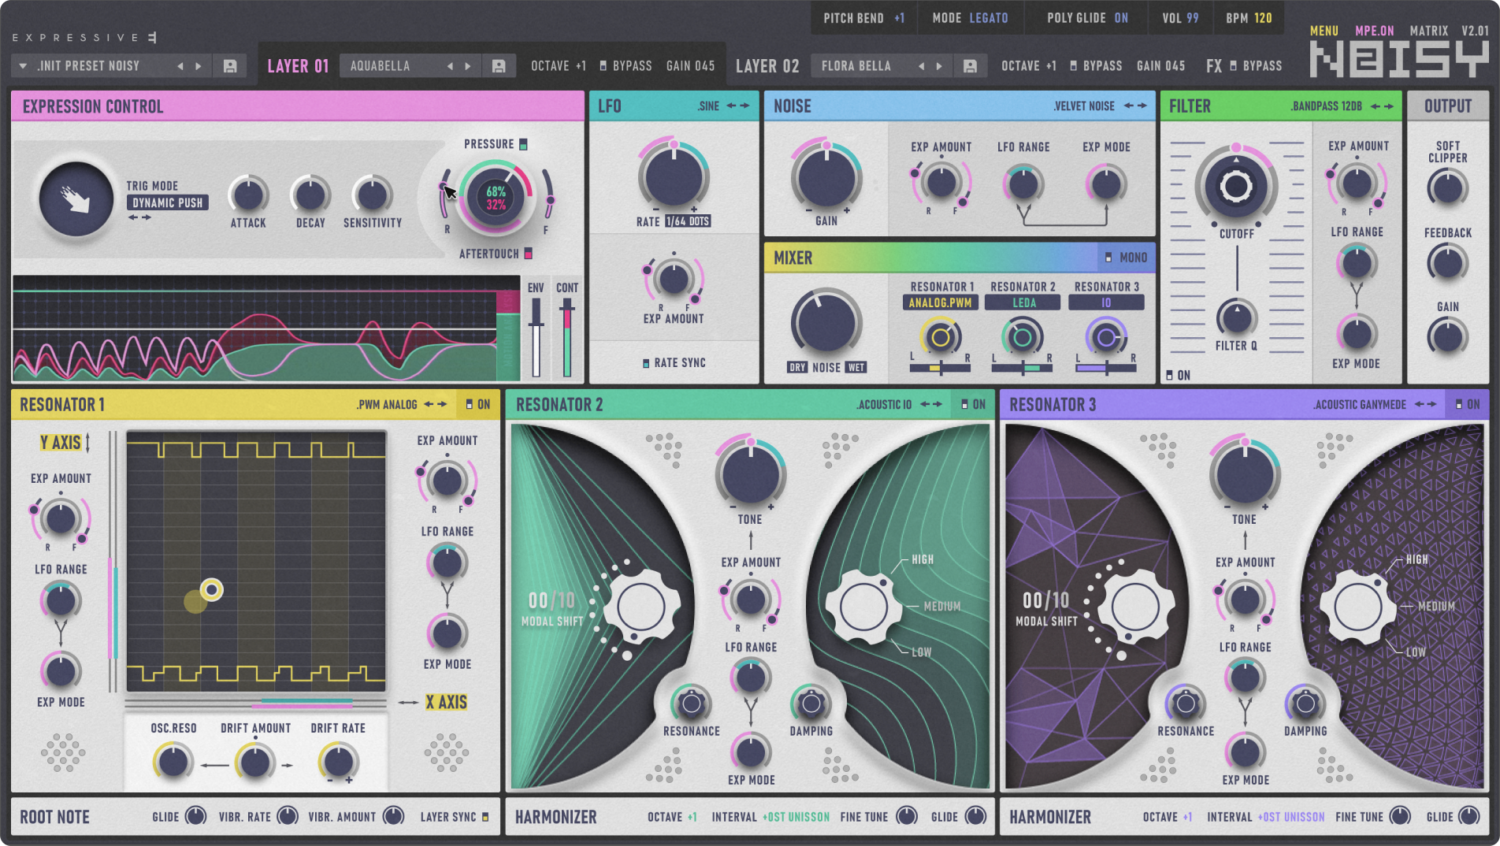 PITCH BEND +1 MODE LEGATO POLY GLIDE ON VOL 99 BPM 120
EXPRESSIVE E
MENU MPE.ON MATRIX V2.01
NOISY
.INIT PRESET NOISY LAYER 01 AQUABELLA OCTAVE +1 BYPASS GAIN 045 LAYER 02 FLORA BELLA OCTAVE +1 BYPASS GAIN 045 FX BYPASS
EXPRESSION CONTROL
PRESSURE
TRIG MODE
DYNAMIC PUSH
ATTACK DECAY SENSITIVITY
68%
32%
R F
AFTERTOUCH
ENV CONT
LFO .SINE
RATE 1/64 DOTS
R F
EXP AMOUNT
RATE SYNC
NOISE .VELVET NOISE
EXP AMOUNT LFO RANGE EXP MODE
R F
GAIN
MIXER MONO
RESONATOR 1 RESONATOR 2 RESONATOR 3
ANALOG.PWM LEDA IO
L R L R L R
DRY NOISE WET
FILTER .BANDPASS 12DB
CUTOFF
FILTER Q
ON
EXP AMOUNT
R F
LFO RANGE
EXP MODE
OUTPUT
SOFT
CLIPPER
FEEDBACK
GAIN
RESONATOR 1 .PWM ANALOG ON
Y AXIS
EXP AMOUNT
R F
LFO RANGE
EXP MODE
EXP AMOUNT
R F
LFO RANGE
EXP MODE
X AXIS
OSC.RESO DRIFT AMOUNT DRIFT RATE
RESONATOR 2 .ACOUSTIC IO ON
TONE
EXP AMOUNT
R F
LFO RANGE
00/10
MODAL SHIFT
HIGH
MEDIUM
LOW
RESONANCE DAMPING
EXP MODE
RESONATOR 3 .ACOUSTIC GANYMEDE ON
TONE
EXP AMOUNT
R F
LFO RANGE
00/10
MODAL SHIFT
HIGH
MEDIUM
LOW
RESONANCE DAMPING
EXP MODE
ROOT NOTE GLIDE VIBR. RATE VIBR. AMOUNT LAYER SYNC
HARMONIZER OCTAVE +1 INTERVAL +0ST UNISSON FINE TUNE GLIDE
HARMONIZER OCTAVE +1 INTERVAL +0ST UNISSON FINE TUNE GLIDE